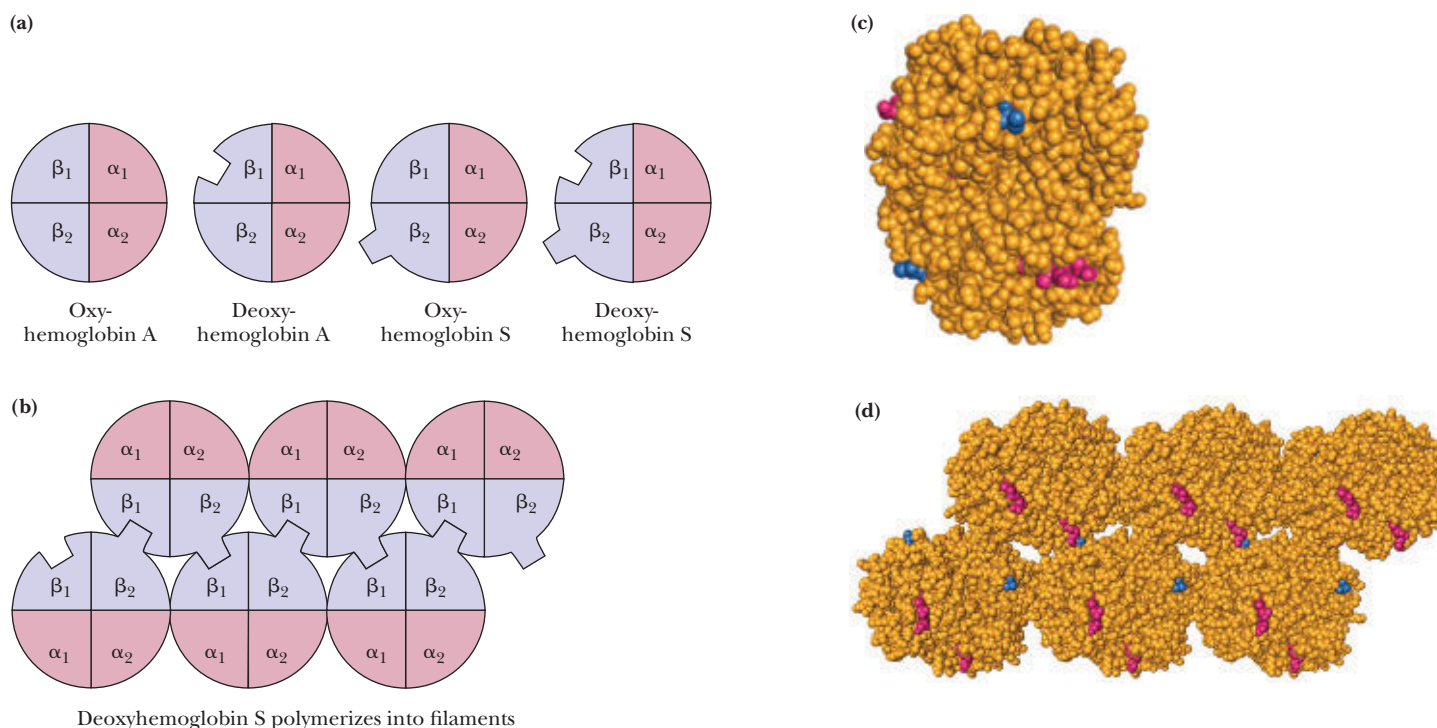 (a)
β₁ α₁
β₂ α₂
Oxy-
hemoglobin A
β₁ α₁
β₂ α₂
Deoxy-
hemoglobin A
β₁ α₁
β₂ α₂
Oxy-
hemoglobin S
β₁ α₁
β₂ α₂
Deoxy-
hemoglobin S
(b)
α₁ α₂ α₁ α₂ α₁ α₂
β₁ β₂ β₁ β₂ β₁ β₂
β₁ β₂ β₁ β₂ β₁ β₂
α₁ α₂ α₁ α₂ α₁ α₂
Deoxyhemoglobin S polymerizes into filaments
(c)
(d)